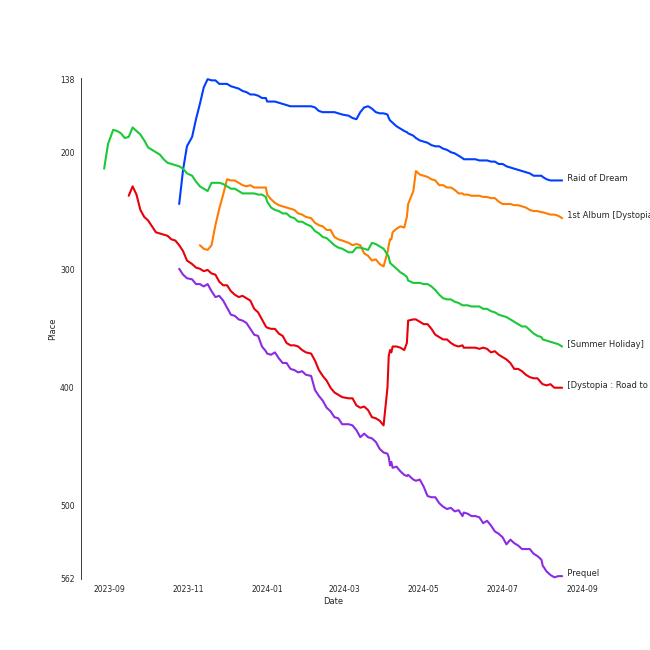 138
200
300
400
500
562
Place
2023-09
2023-11
2024-01
2024-03
2024-05
2024-07
2024-09
Date
Raid of Dream
1st Album [Dystopia
[Summer Holiday]
[Dystopia : Road to
Prequel